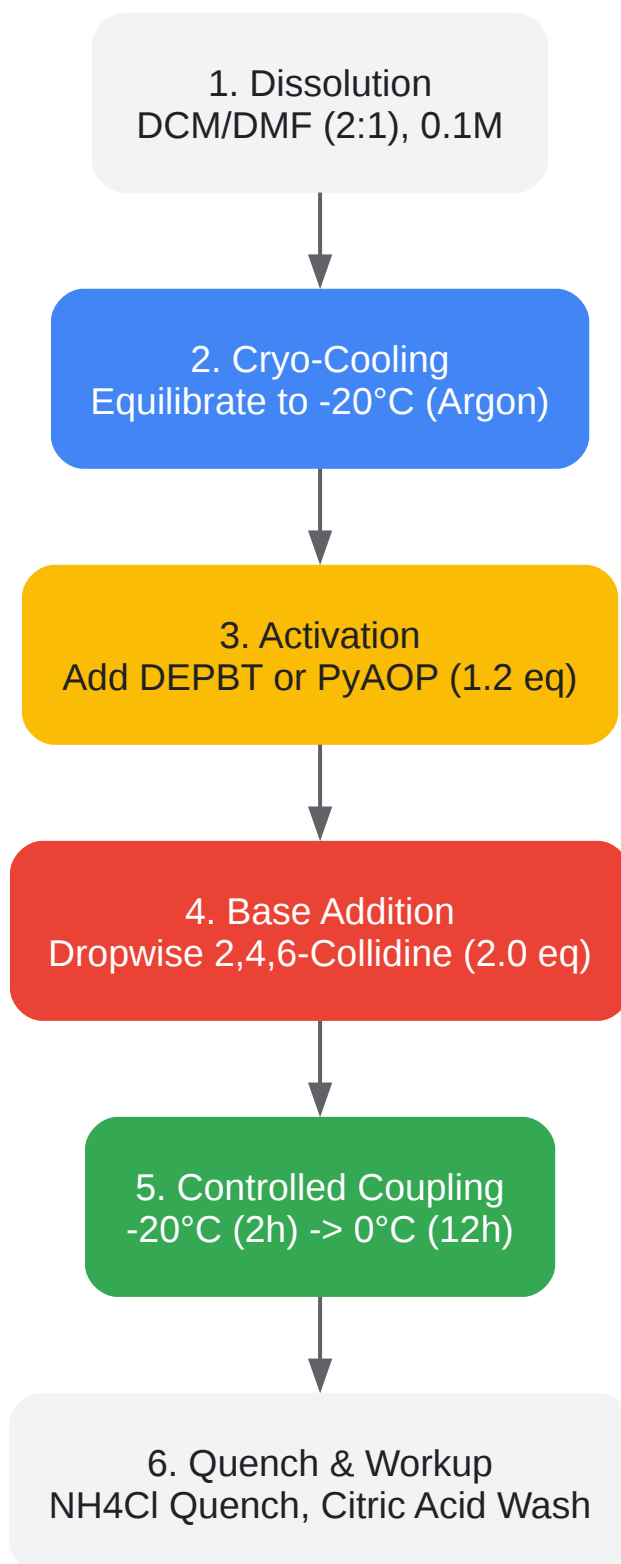 1. Dissolution
DCM/DMF (2:1), 0.1M
2. Cryo-Cooling
Equilibrate to -20°C (Argon)
3. Activation
Add DEPBT or PyAOP (1.2 eq)
4. Base Addition
Dropwise 2,4,6-Collidine (2.0 eq)
5. Controlled Coupling
-20°C (2h) -> 0°C (12h)
6. Quench & Workup
NH4Cl Quench, Citric Acid Wash